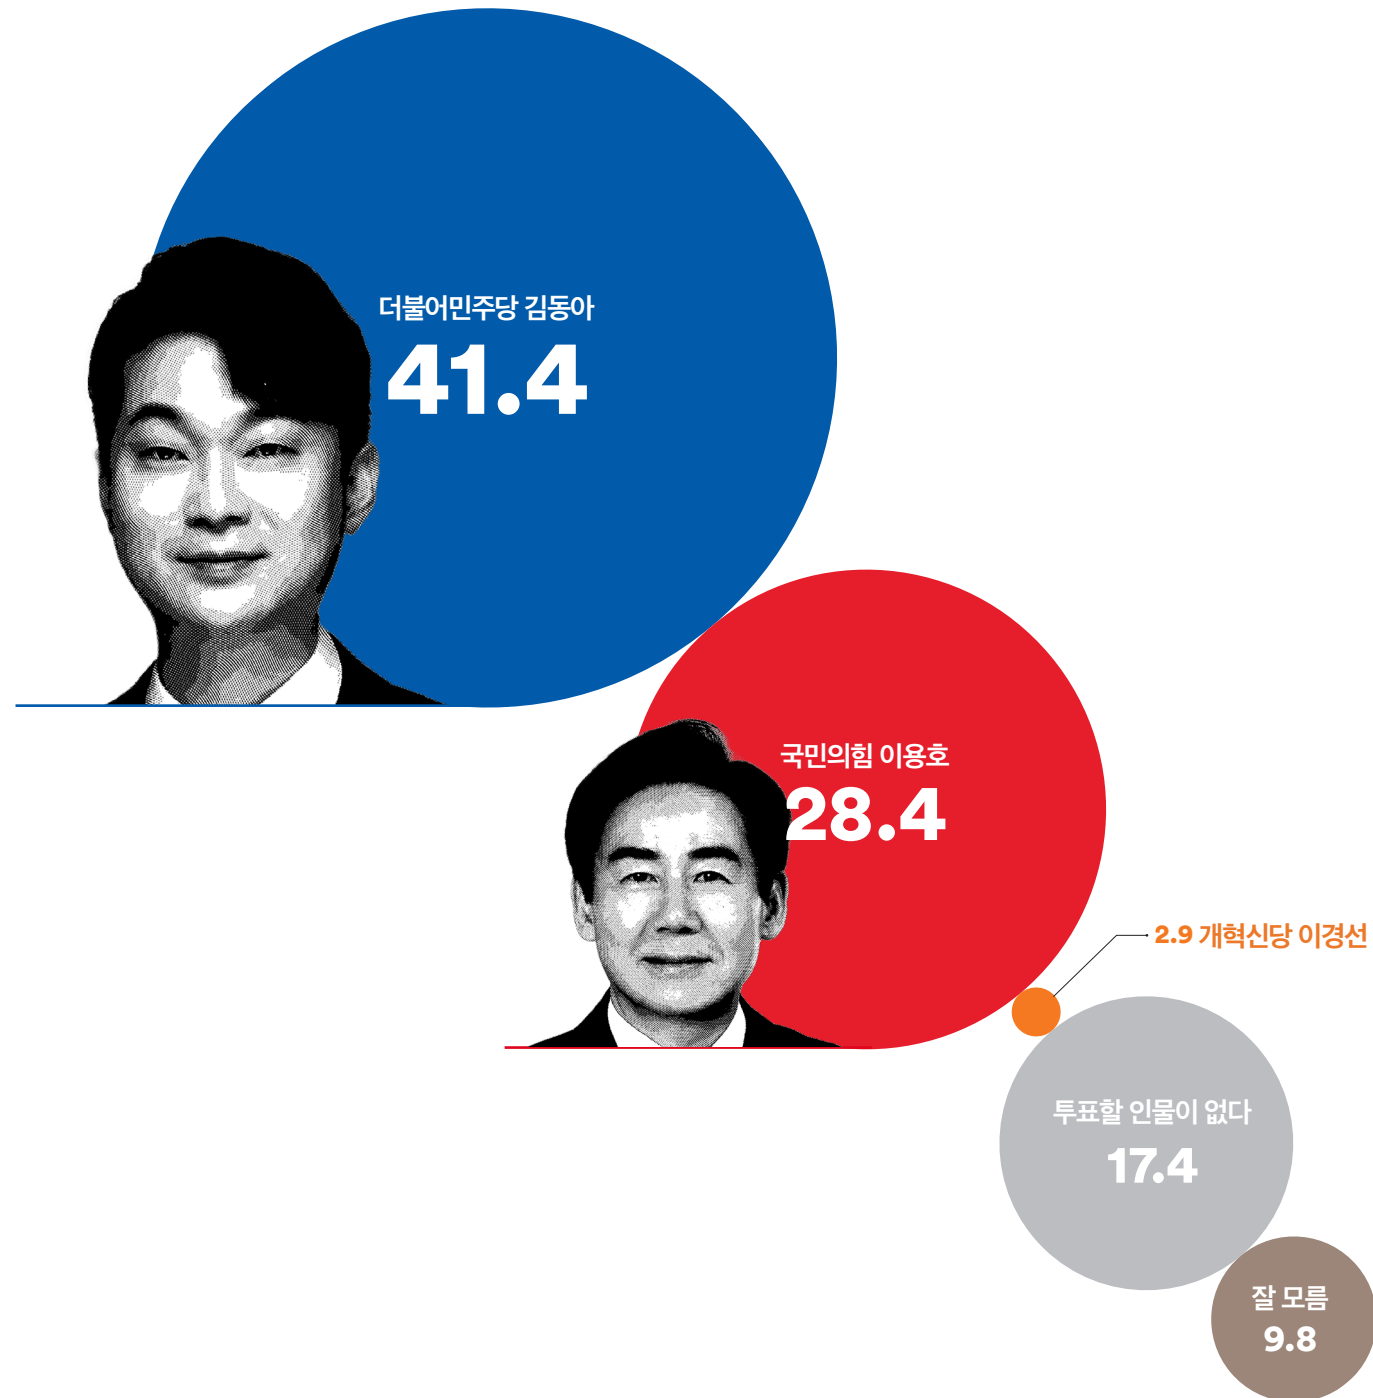 더불어민주당 김동아
41.4
국민의힘 이용호
28.4
2.9 개혁신당 이경선
투표할 인물이 없다
17.4
잘 모름
9.8